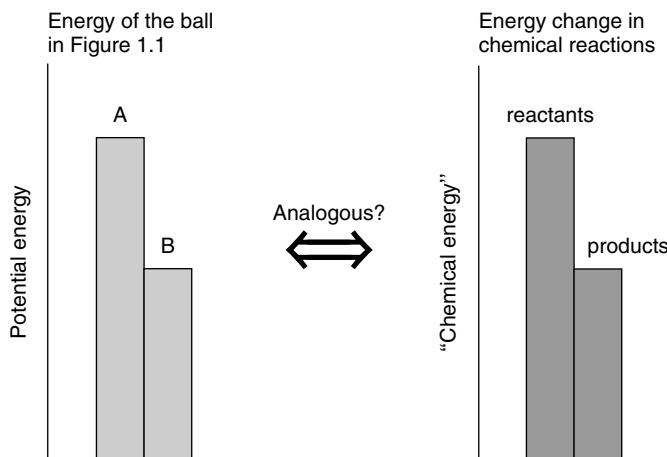 Energy of the ball
in Figure 1.1
Potential energy
A
B
Analogous?
Energy change in
chemical reactions
“Chemical energy”
reactants
products